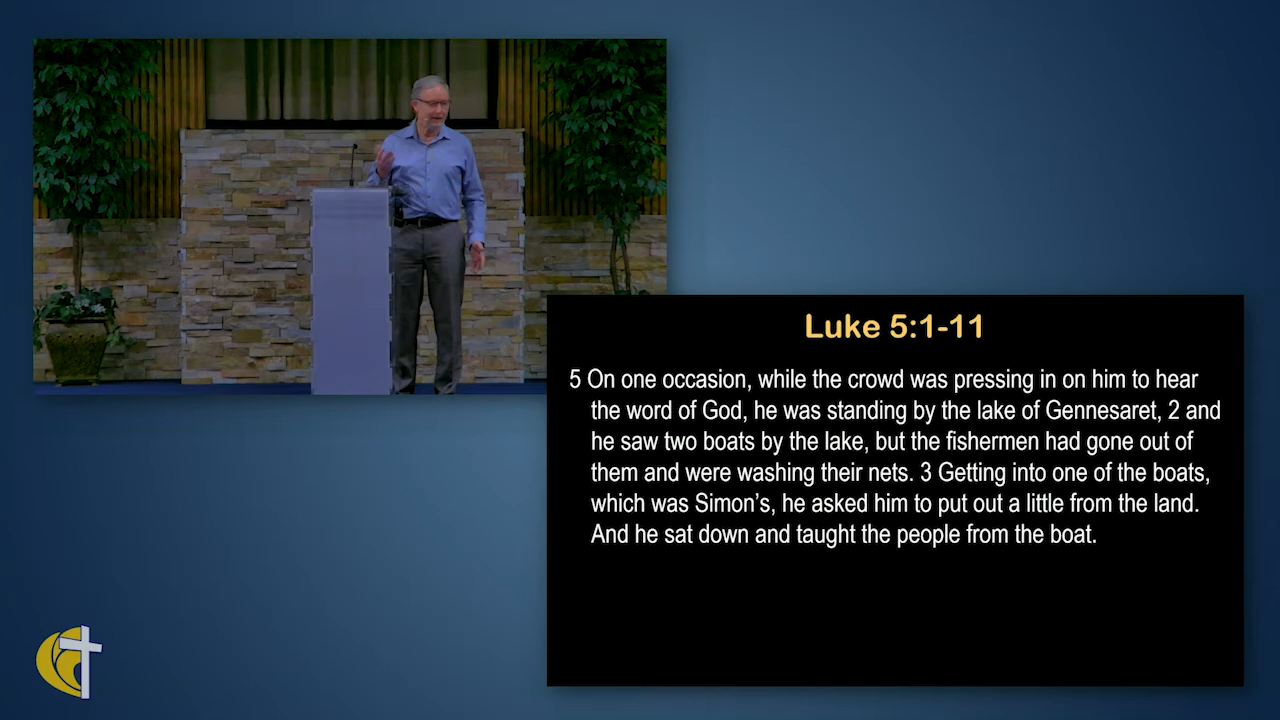 Luke 5:1-11
5 On one occasion, while the crowd was pressing in on him to hear
the word of God, he was standing by the lake of Gennesaret, 2 and
he saw two boats by the lake, but the fishermen had gone out of
them and were washing their nets. 3 Getting into one of the boats,
which was Simon’s, he asked him to put out a little from the land.
And he sat down and taught the people from the boat.